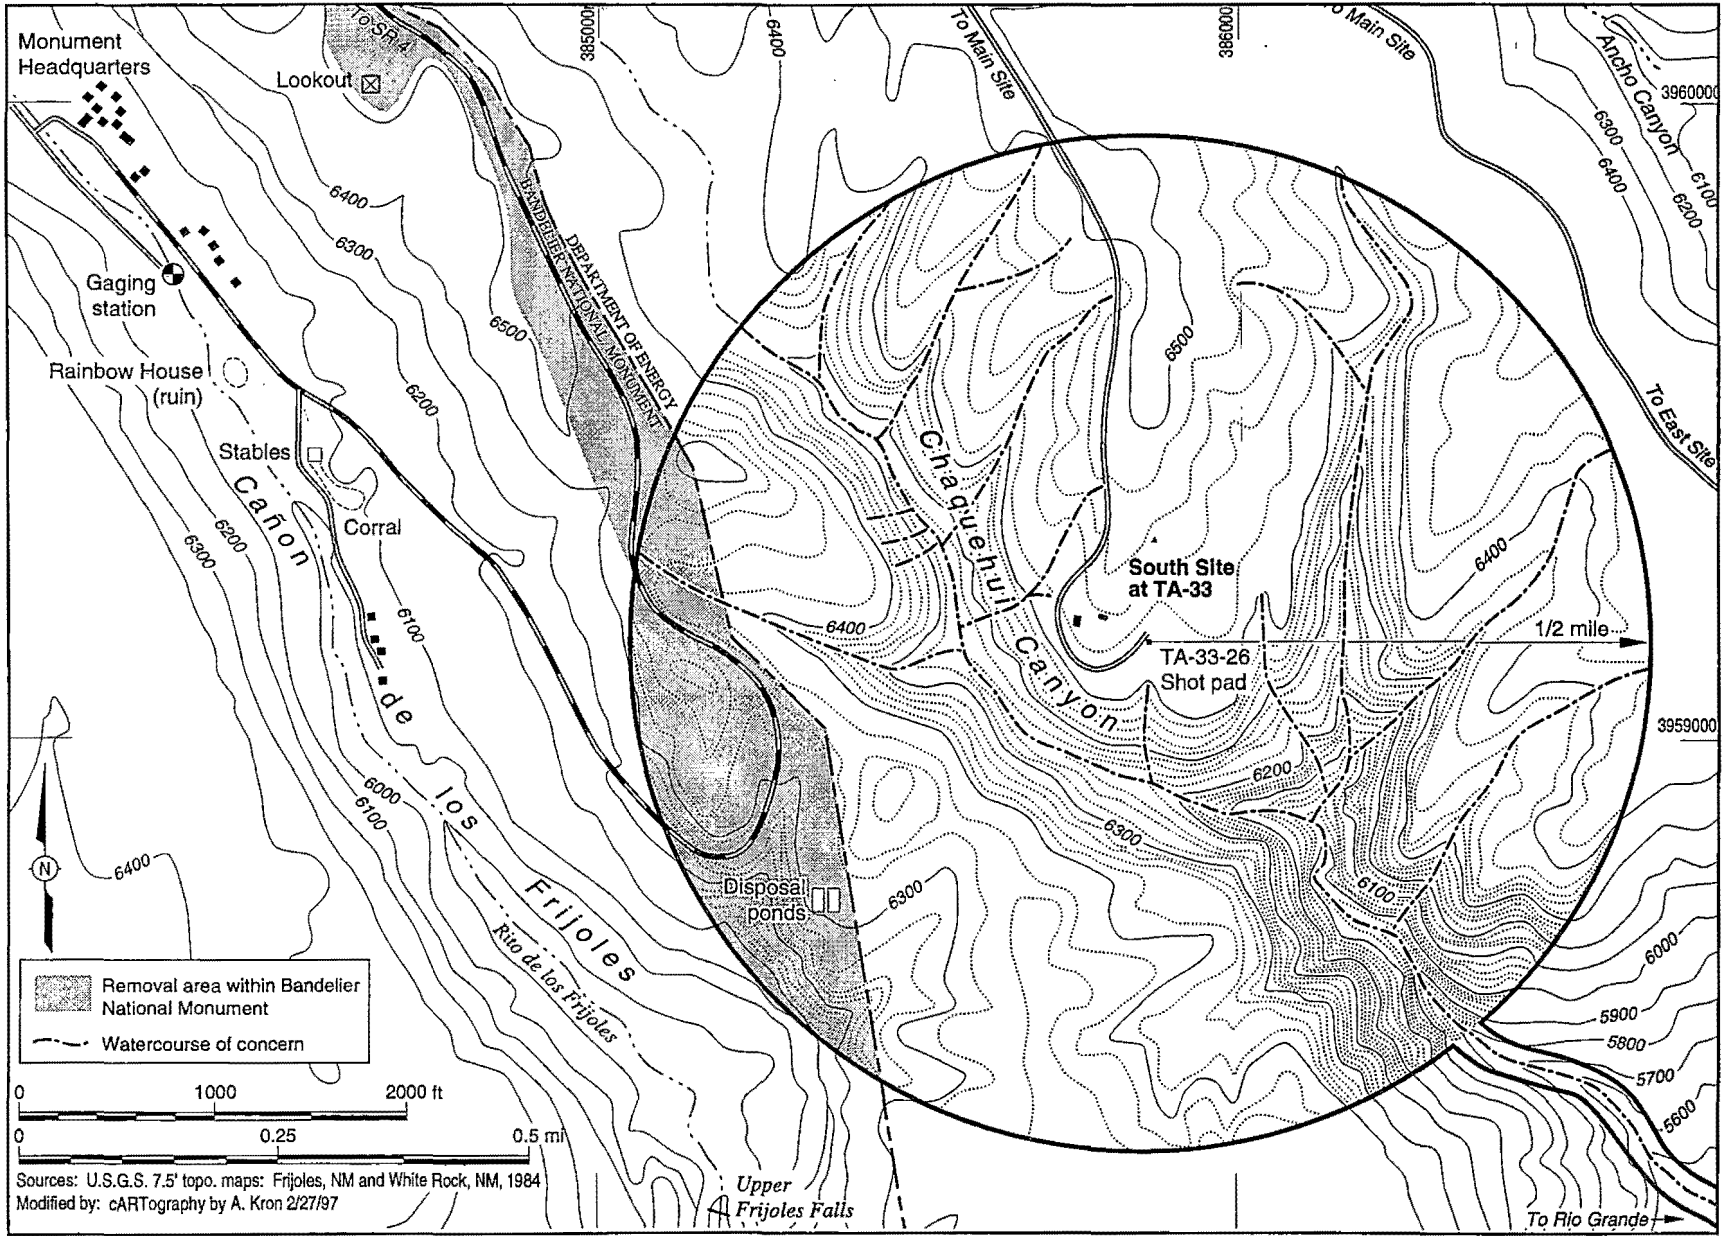 Monument
Headquarters
To SR-4
Lookout
385000
6400
To Main Site
386000
To Main Site
Ancho Canyon
3960000
6300
6400
6100
6200
6400
6300
6500
6200
BANDELIER NATIONAL MONUMENT
DEPARTMENT OF ENERGY
Gaging
station
Rainbow House
(ruin)
Stables
Corral
6200
6300
6100
6500
To East Site
Chaquehui
Canyon
South Site
at TA-33
6400
6400
1/2 mile
TA-33-26
Shot pad
3959000
6200
6300
6100
Cañon
de
los
Frijoles
Rito de los Frijoles
6000
6100
6400
N
Disposal
ponds
6300
6000
5900
5800
5700
5600
Removal area within Bandelier
National Monument
Watercourse of concern
0 1000 2000 ft
0 0.25 0.5 mi
Sources: U.S.G.S. 7.5' topo. maps: Frijoles, NM and White Rock, NM, 1984
Modified by: cARTography by A. Kron 2/27/97
Upper
Frijoles Falls
To Rio Grande